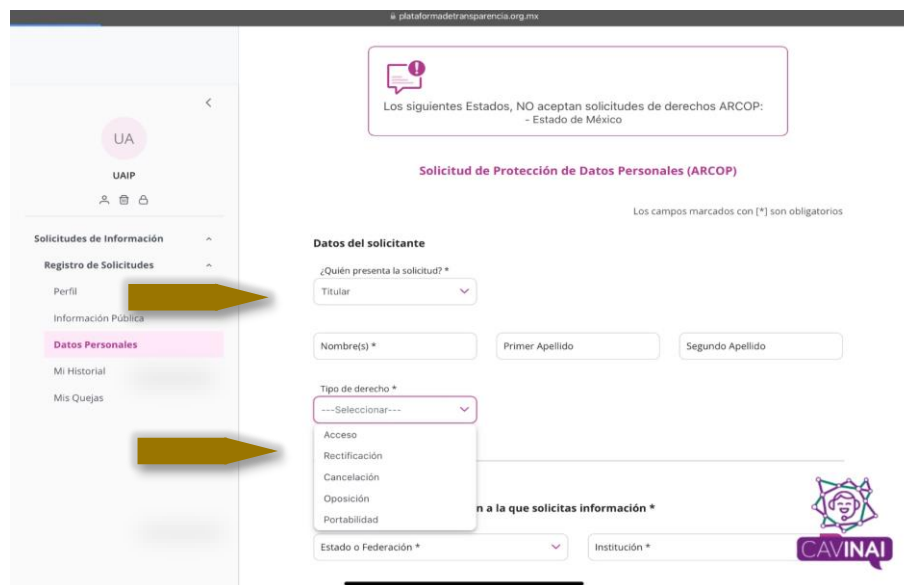 plataformadetransparencia.org.mx
Los siguientes Estados, NO aceptan solicitudes de derechos ARCOP:
- Estado de México
UA
UAIP
Solicitud de Protección de Datos Personales (ARCOP)
Los campos marcados con [*] son obligatorios
Solicitudes de Información
Registro de Solicitudes
Perfil
Información Pública
Datos Personales
Mi Historial
Mis Quejas
Datos del solicitante
¿Quién presenta la solicitud? *
Titular
Nombre(s) *
Primer Apellido
Segundo Apellido
Tipo de derecho *
---Seleccionar---
Acceso
Rectificación
Cancelación
Oposición
Portabilidad
n a la que solicitas información *
Estado o Federación *
Institución *
CAVINAI